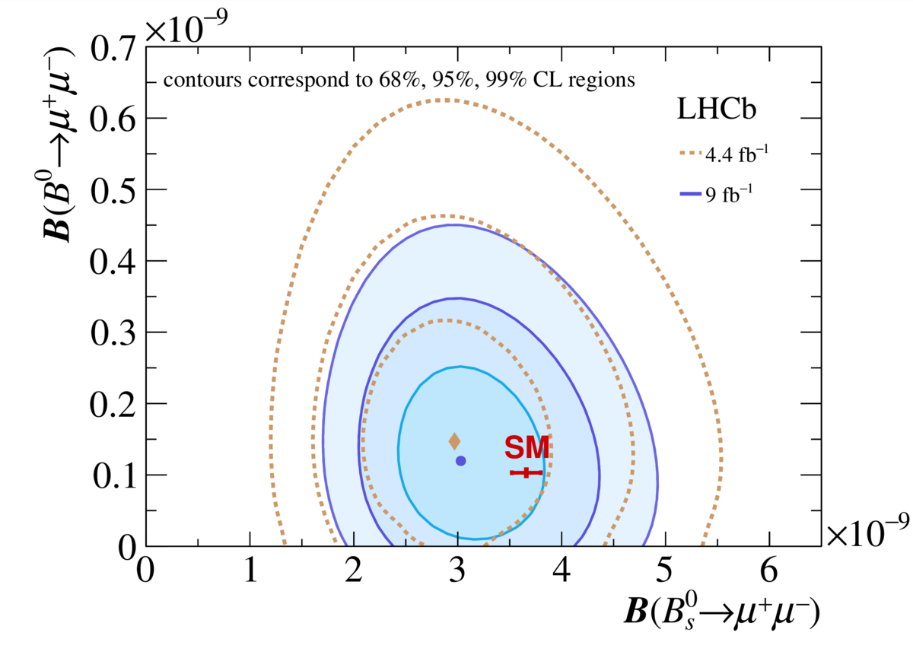 ×10⁻⁹
B(B⁰→μ⁺μ⁻)
0.7
0.6
0.5
0.4
0.3
0.2
0.1
0
contours correspond to 68%, 95%, 99% CL regions
LHCb
4.4 fb⁻¹
9 fb⁻¹
SM
0 1 2 3 4 5 6
×10⁻⁹
B(B⁰ₛ→μ⁺μ⁻)